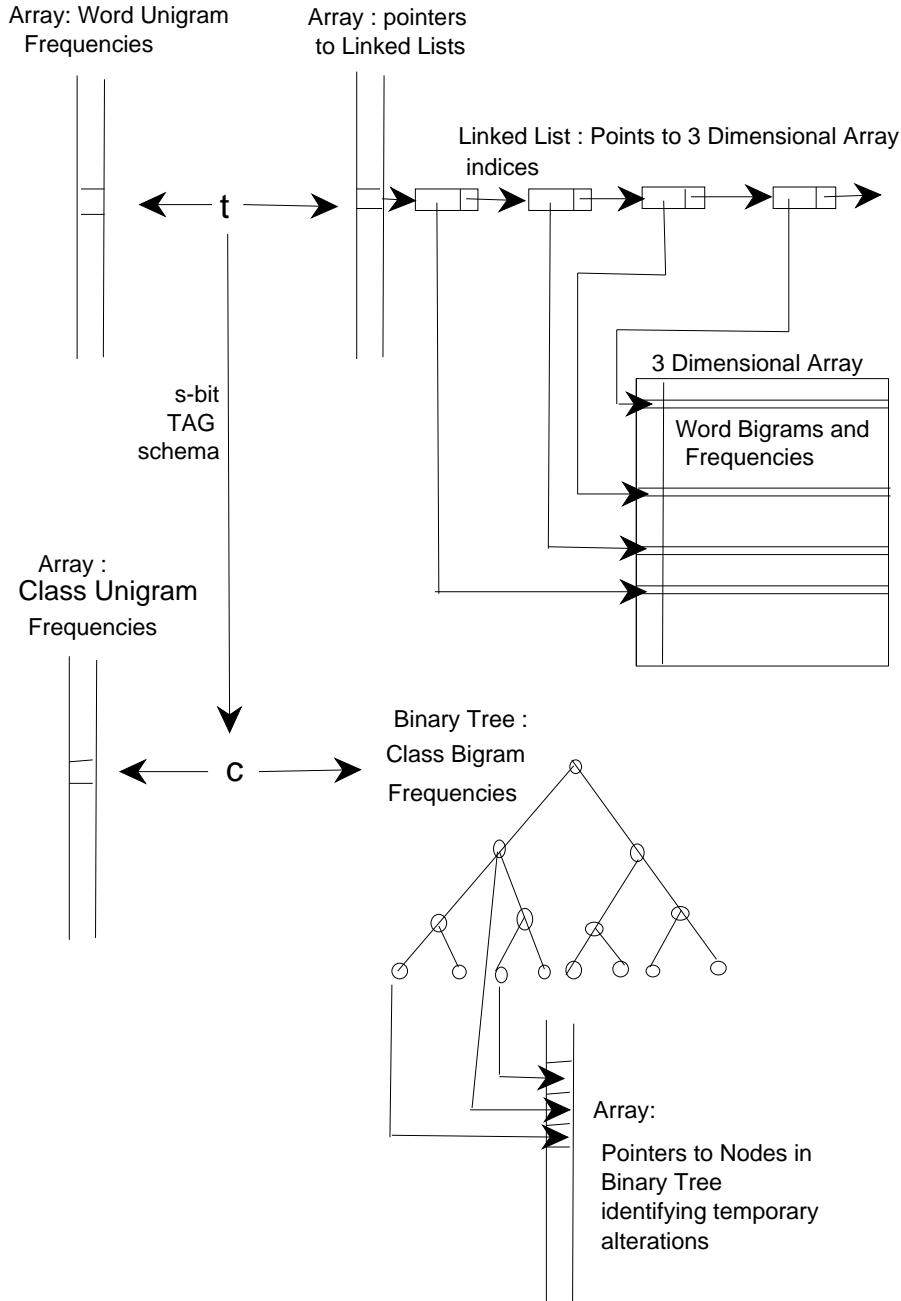 Array: Word Unigram
Frequencies
Array : pointers
to Linked Lists
Linked List : Points to 3 Dimensional Array
indices
t
3 Dimensional Array
s-bit
TAG
schema
Word Bigrams and
Frequencies
Array :
Class Unigram
Frequencies
Binary Tree :
Class Bigram
Frequencies
c
Array:
Pointers to Nodes in
Binary Tree
identifying temporary
alterations